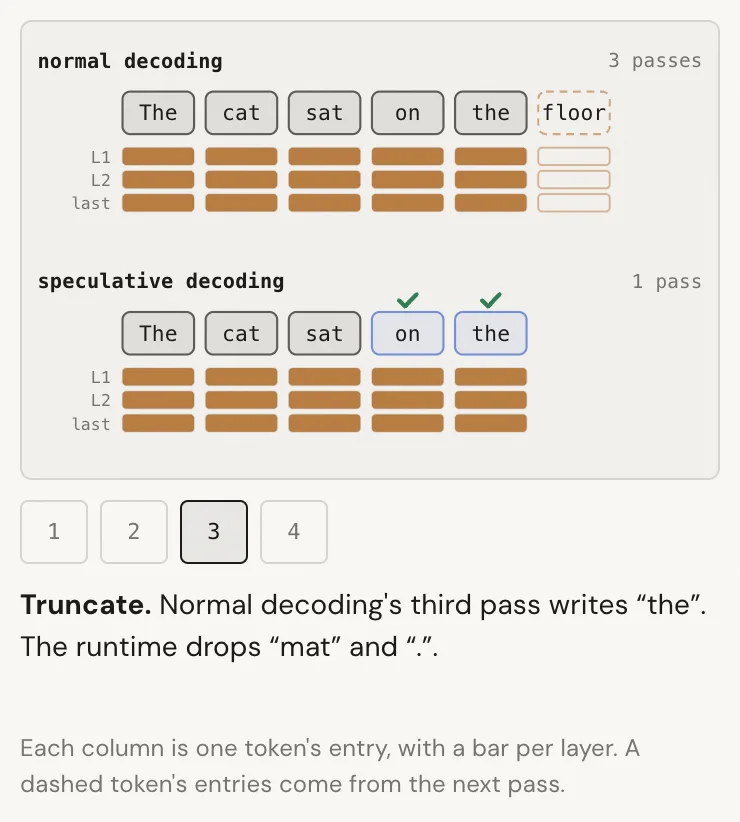 normal decoding 3 passes
The cat sat on the floor
L1
L2
last
speculative decoding 1 pass
The cat sat on the
L1
L2
last
1 2 3 4
Truncate. Normal decoding's third pass writes “the”.
The runtime drops “mat” and “.”.
Each column is one token's entry, with a bar per layer. A
dashed token's entries come from the next pass.